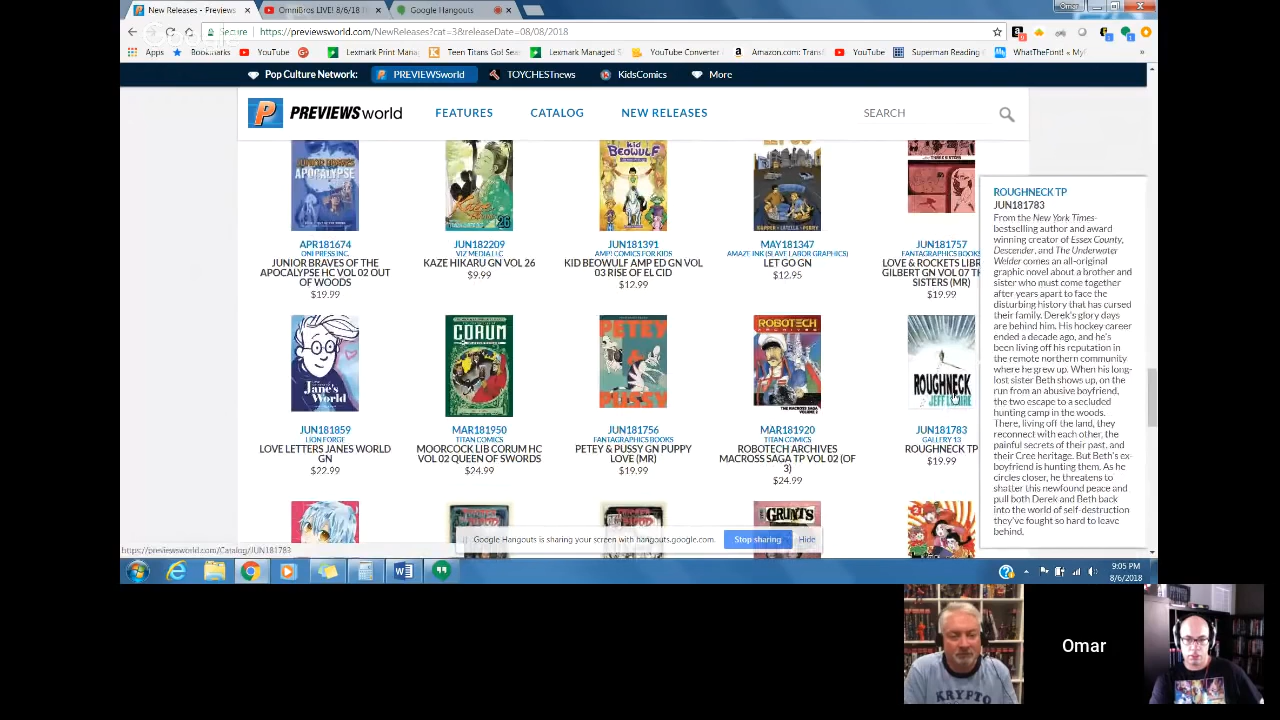 New Releases - Previews
OmniBros LIVE! 8/6/18
Google Hangouts
Omar
Secure
https://previewsworld.com/NewReleases?cat=3&releaseDate=08/08/2018
Apps
Bookmarks
YouTube
Lexmark Print Manag
Teen Titans Go! Sea
Lexmark Managed S
YouTube Converter
Amazon.com: Trans
YouTube
Superman Reading
WhatTheFont! « My
Pop Culture Network:
PREVIEWSworld
TOYCHESTnews
KidsComics
More
PREVIEWSworld
FEATURES
CATALOG
NEW RELEASES
SEARCH
JUNIOR BRAVES
APOCALYPSE
26
KID
BEOWULF
APR181674
ONI PRESS INC.
JUNIOR BRAVES OF THE
APOCALYPSE HC VOL 02 OUT
OF WOODS
$19.99
JUN182209
VIZ MEDIA LLC
KAZE HIKARU GN VOL 26
$9.99
JUN181391
AMP! COMICS FOR KIDS
KID BEOWULF AMP ED GN VOL
03 RISE OF EL CID
$12.99
MAY181347
AMAZE INK (SLAVE LABOR GRAPHICS)
LET GO GN
$12.95
JUN181757
FANTAGRAPHICS BOOKS
LOVE & ROCKETS LIBR
GILBERT GN VOL 07 TH
SISTERS (MR)
$19.99
Jane's
World
CORUM
PETEY
PUSSY
ROBOTECH
ARCHIVES
ROUGHNECK
JEFF LEMIRE
JUN181859
LION FORGE
LOVE LETTERS JANES WORLD
GN
$22.99
MAR181950
TITAN COMICS
MOORCOCK LIB CORUM HC
VOL 02 QUEEN OF SWORDS
$24.99
JUN181756
FANTAGRAPHICS BOOKS
PETEY & PUSSY GN PUPPY
LOVE (MR)
$19.99
MAR181920
TITAN COMICS
ROBOTECH ARCHIVES
MACROSS SAGA TP VOL 02 (OF
3)
$24.99
JUN181783
GALLERY 13
ROUGHNECK TP
$19.99
ROUGHNECK TP
JUN181783
From the New York Times-
bestselling author and award
winning creator of Essex County,
Descender, and The Underwater
Welder comes an all-original
graphic novel about a brother and
sister who must come together
after years apart to face the
disturbing history that has cursed
their family. Derek's glory days
are behind him. His hockey career
ended a decade ago, and he's
been living off his reputation in
the remote northern community
where he grew up. When his long-
lost sister Beth shows up, on the
run from an abusive boyfriend,
the two escape to a secluded
hunting camp in the woods.
There, living off the land, they
reconnect with each other, the
painful secrets of their past, and
their Cree heritage. But Beth's ex-
boyfriend is hunting them. As he
circles closer, he threatens to
shatter this newfound peace and
pull both Derek and Beth back
into the world of self-destruction
they've fought so hard to leave
behind.
GRUNTS
Google Hangouts is sharing your screen with hangouts.google.com.
Stop sharing
Hide
https://previewsworld.com/Catalog/JUN181783
9:05 PM
8/6/2018
KRYPTO
Omar